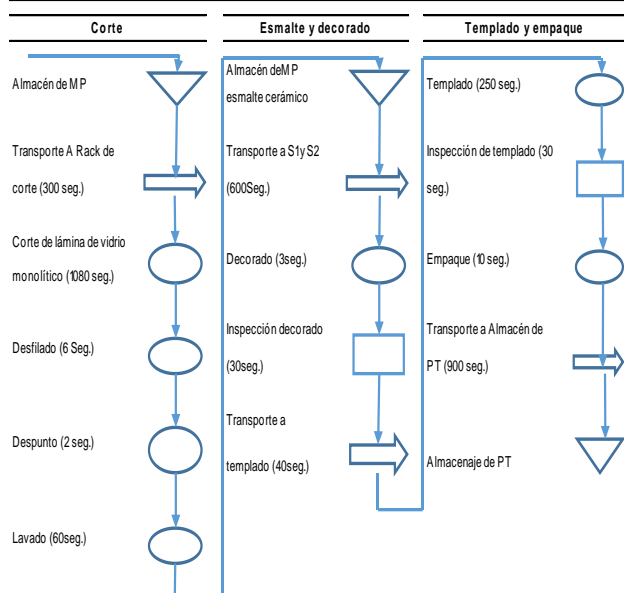 Corte
Almacén de MP
Transporte A Rack de
corte (300 seg.)
Corte de lámina de vidrio
monolítico (1080 seg.)
Desfilado (6 Seg.)
Despunto (2 seg.)
Lavado (60seg.)
Esmalte y decorado
Almacén deMP
esmalte cerámico
Transporte a S1y S2
(600Seg.)
Decorado (3seg.)
Inspección decorado
(30seg.)
Transporte a
templado (40seg.)
Templado y empaque
Templado (250 seg.)
Inspección de templado (30
seg.)
Empaque (10 seg.)
Transporte a Almacén de
PT (900 seg.)
Almacenaje de PT